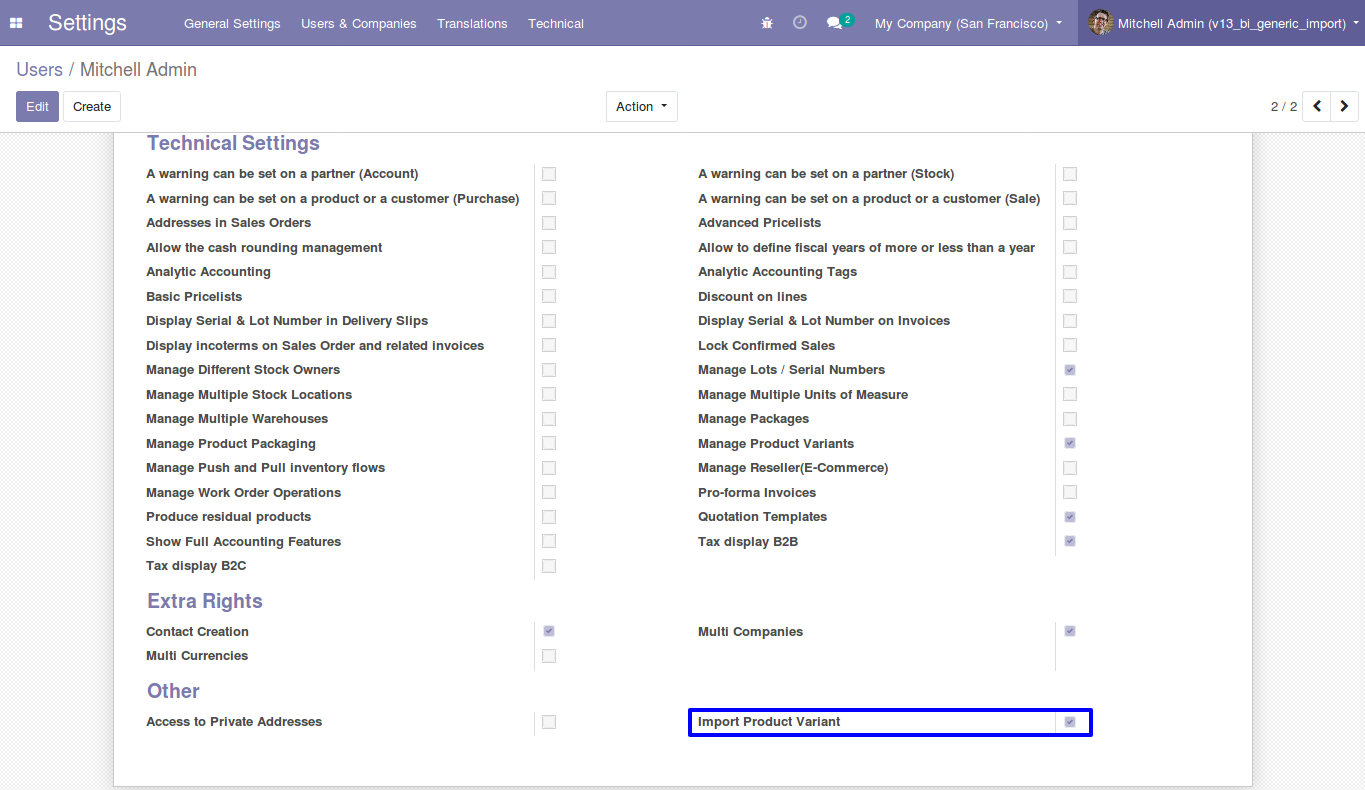 Settings General Settings Users & Companies Translations Technical 2 My Company (San Francisco) Mitchell Admin (v13_bi_generic_import)
Users / Mitchell Admin
Edit Create Action 2 / 2
Technical Settings
A warning can be set on a partner (Account) A warning can be set on a partner (Stock)
A warning can be set on a product or a customer (Purchase) A warning can be set on a product or a customer (Sale)
Addresses in Sales Orders Advanced Pricelists
Allow the cash rounding management Allow to define fiscal years of more or less than a year
Analytic Accounting Analytic Accounting Tags
Basic Pricelists Discount on lines
Display Serial & Lot Number in Delivery Slips Display Serial & Lot Number on Invoices
Display incoterms on Sales Order and related invoices Lock Confirmed Sales
Manage Different Stock Owners Manage Lots / Serial Numbers
Manage Multiple Stock Locations Manage Multiple Units of Measure
Manage Multiple Warehouses Manage Packages
Manage Product Packaging Manage Product Variants
Manage Push and Pull inventory flows Manage Reseller(E-Commerce)
Manage Work Order Operations Pro-forma Invoices
Produce residual products Quotation Templates
Show Full Accounting Features Tax display B2B
Tax display B2C
Extra Rights
Contact Creation Multi Companies
Multi Currencies
Other
Access to Private Addresses Import Product Variant